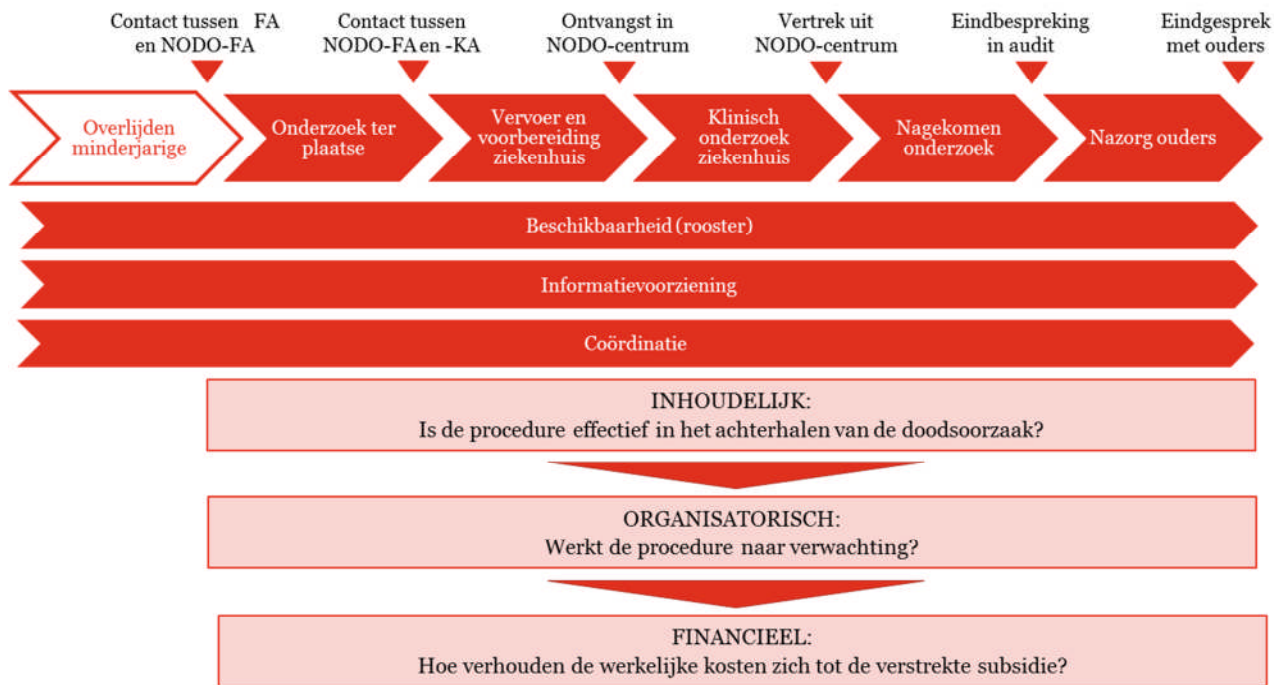 Contact tussen FA
en NODO-FA
Contact tussen
NODO-FA en -KA
Ontvangst in
NODO-centrum
Vertrek uit
NODO-centrum
Eindbespreking
in audit
Eindgesprek
met ouders
Overlijden
minderjarige
Onderzoek ter
plaatse
Vervoer en
voorbereiding
ziekenhuis
Klinisch
onderzoek
ziekenhuis
Nagekomen
onderzoek
Nazorg ouders
Beschikbaarheid (rooster)
Informatievoorziening
Coördinatie
INHOUDELIJK:
Is de procedure effectief in het achterhalen van de doodsoorzaak?
ORGANISATORISCH:
Werkt de procedure naar verwachting?
FINANCIEEL:
Hoe verhouden de werkelijke kosten zich tot de verstrekte subsidie?